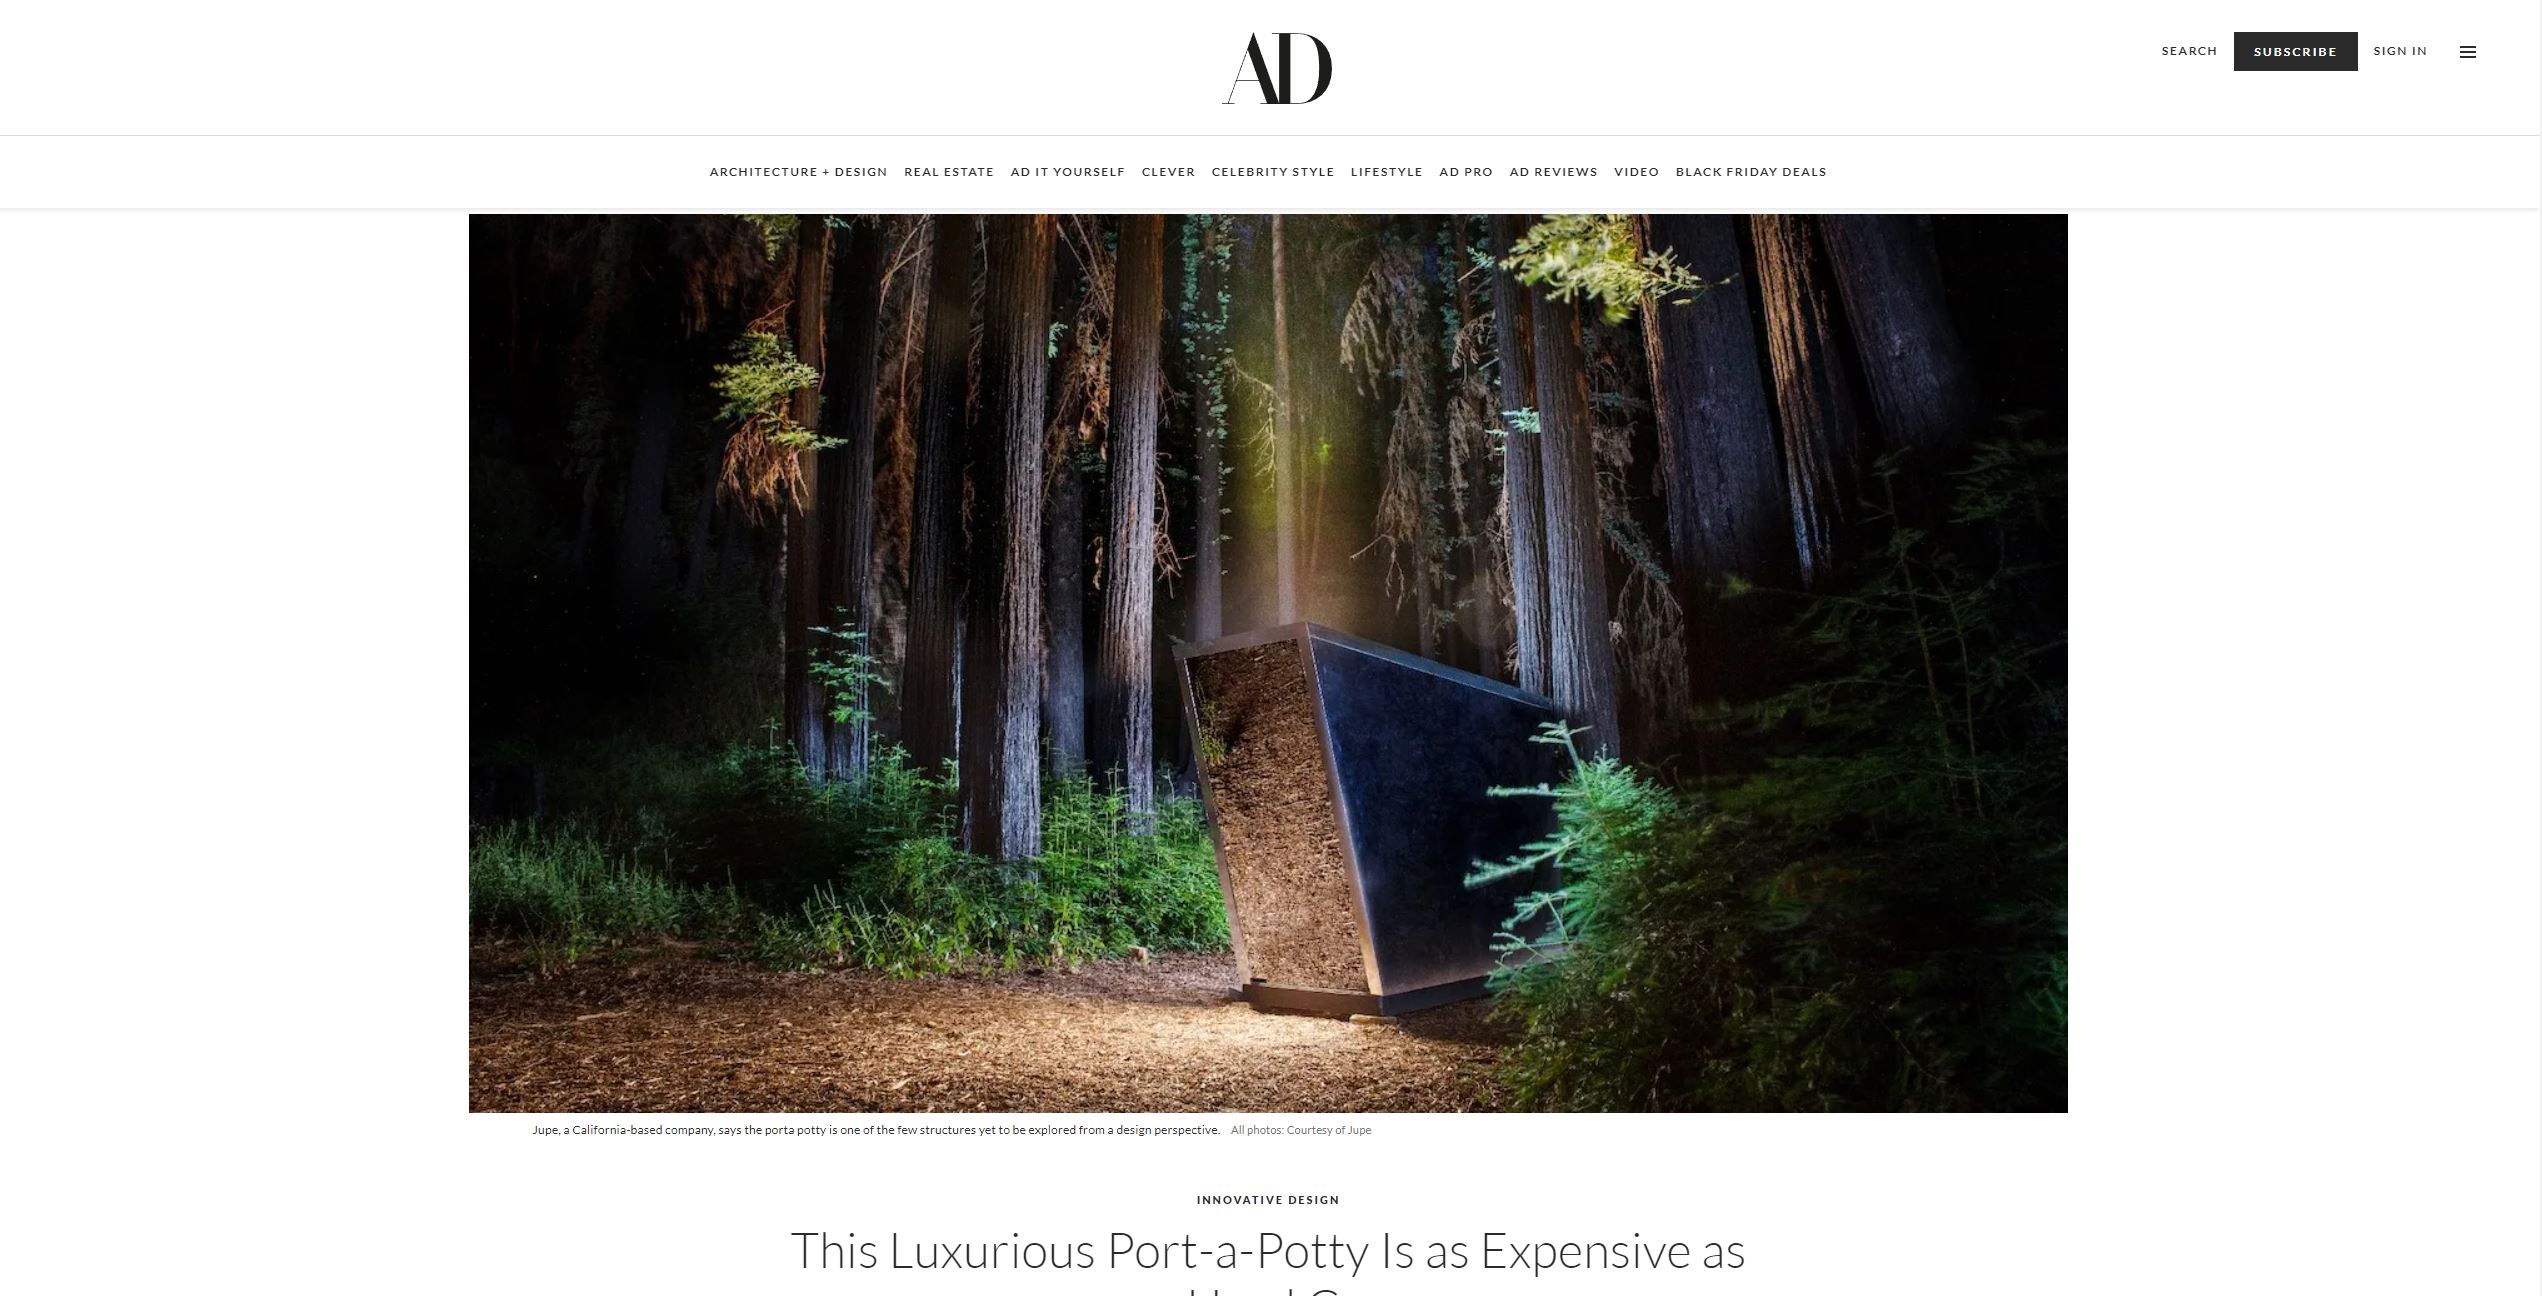 AD
SEARCH SUBSCRIBE SIGN IN
ARCHITECTURE + DESIGN REAL ESTATE AD IT YOURSELF CLEVER CELEBRITY STYLE LIFESTYLE AD PRO AD REVIEWS VIDEO BLACK FRIDAY DEALS
Jupe, a California-based company, says the porta potty is one of the few structures yet to be explored from a design perspective. All photos: Courtesy of Jupe
INNOVATIVE DESIGN
This Luxurious Port-a-Potty Is as Expensive as